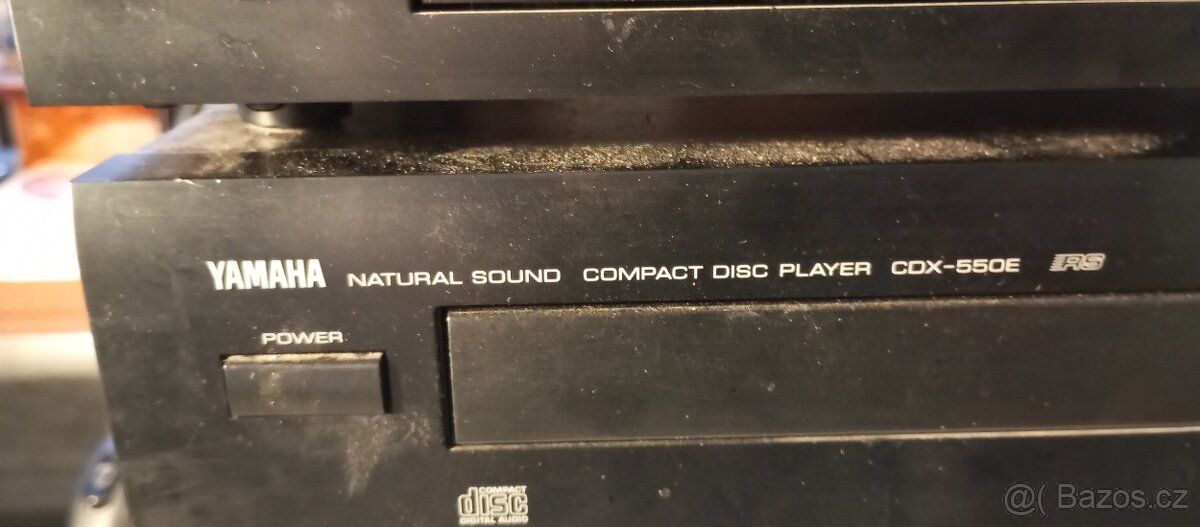 YAMAHA NATURAL SOUND COMPACT DISC PLAYER CDX-550E RS
POWER
COMPACT
disc
DIGITAL AUDIO
@( Bazos.cz